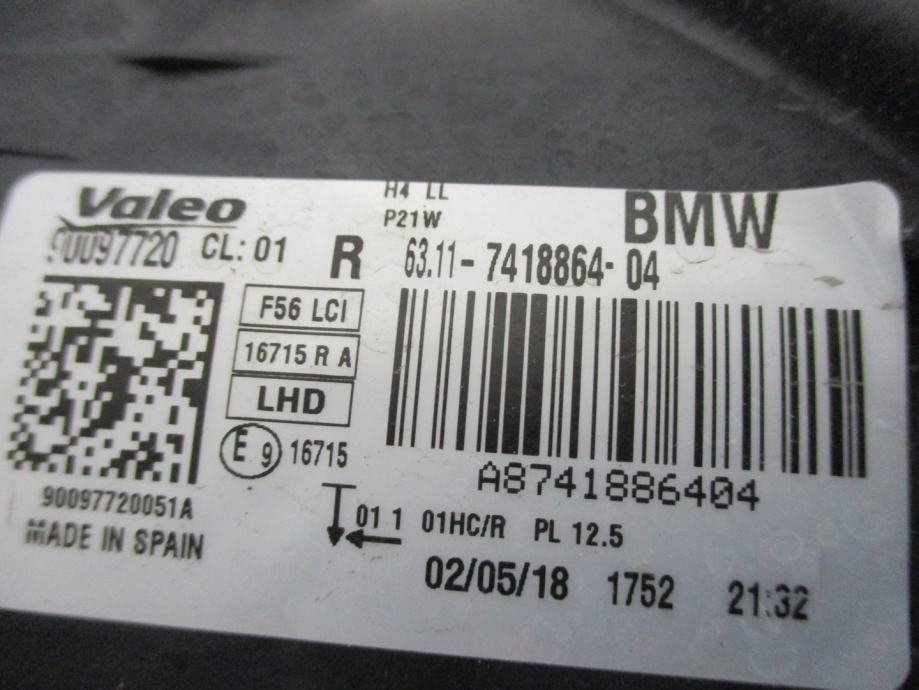 Valeo
H4 LL
P21W
BMW
90097720 CL: 01 R 63.11-7418864-04
F56 LCI
16715 R A
LHD
E 9 16715
A8741886404
90097720051A
MADE IN SPAIN
01 1 01HC/R PL 12.5
02/05/18 1752 21:32